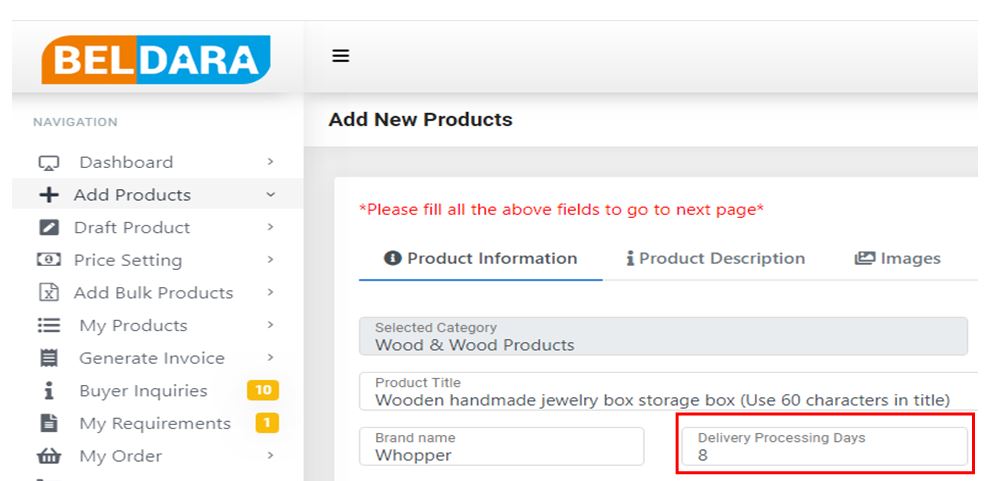 BELDARA
NAVIGATION
Dashboard
Add Products
Draft Product
Price Setting
Add Bulk Products
My Products
Generate Invoice
Buyer Inquiries 10
My Requirements 1
My Order
Add New Products
*Please fill all the above fields to go to next page*
Product Information Product Description Images
Selected Category
Wood & Wood Products
Product Title
Wooden handmade jewelry box storage box (Use 60 characters in title)
Brand name
Whopper
Delivery Processing Days
8